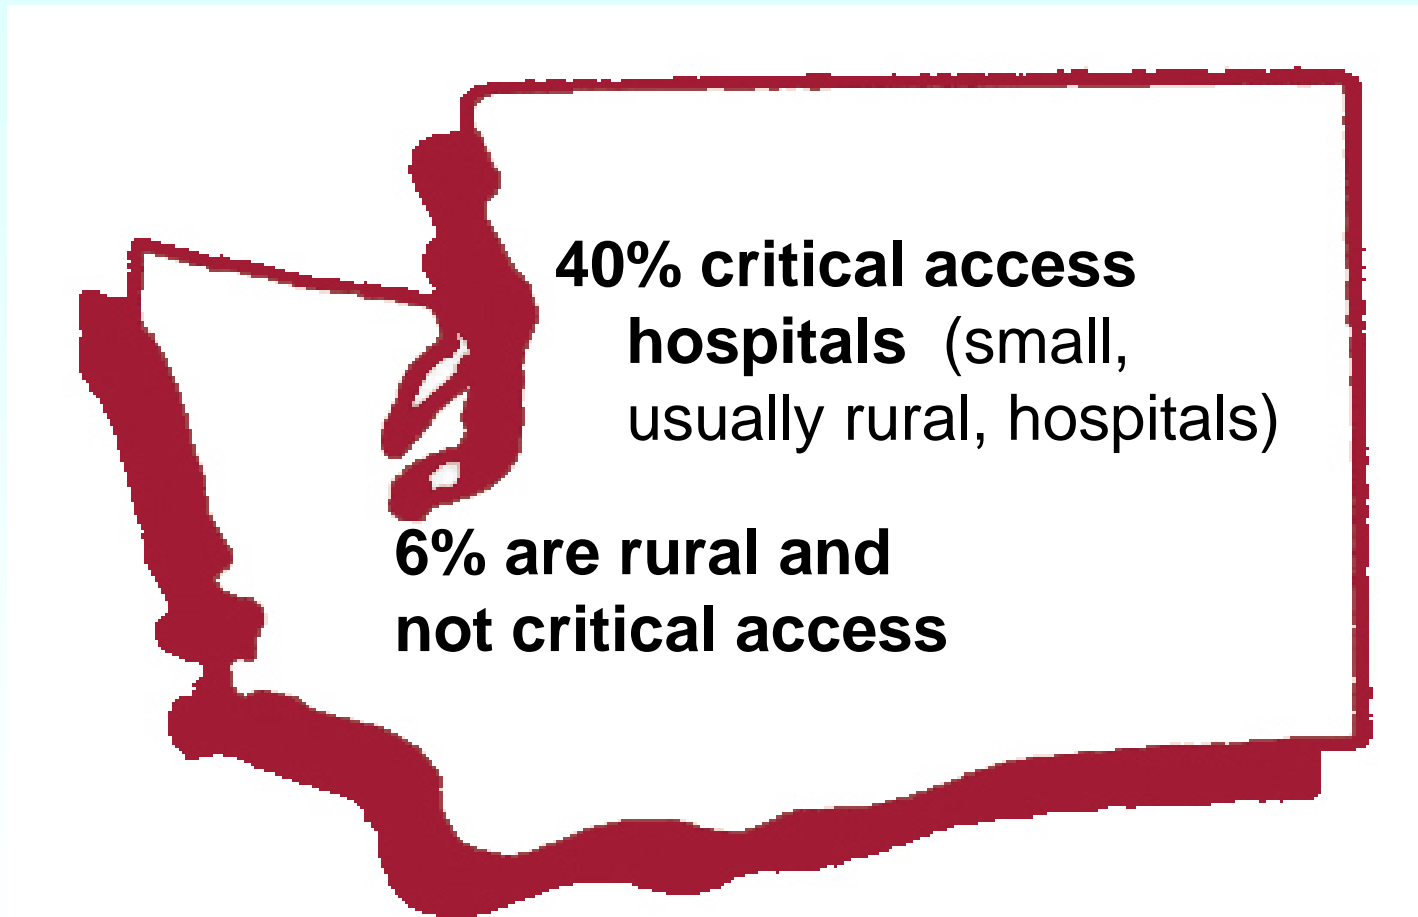 40% critical access
hospitals (small,
usually rural, hospitals)
6% are rural and
not critical access